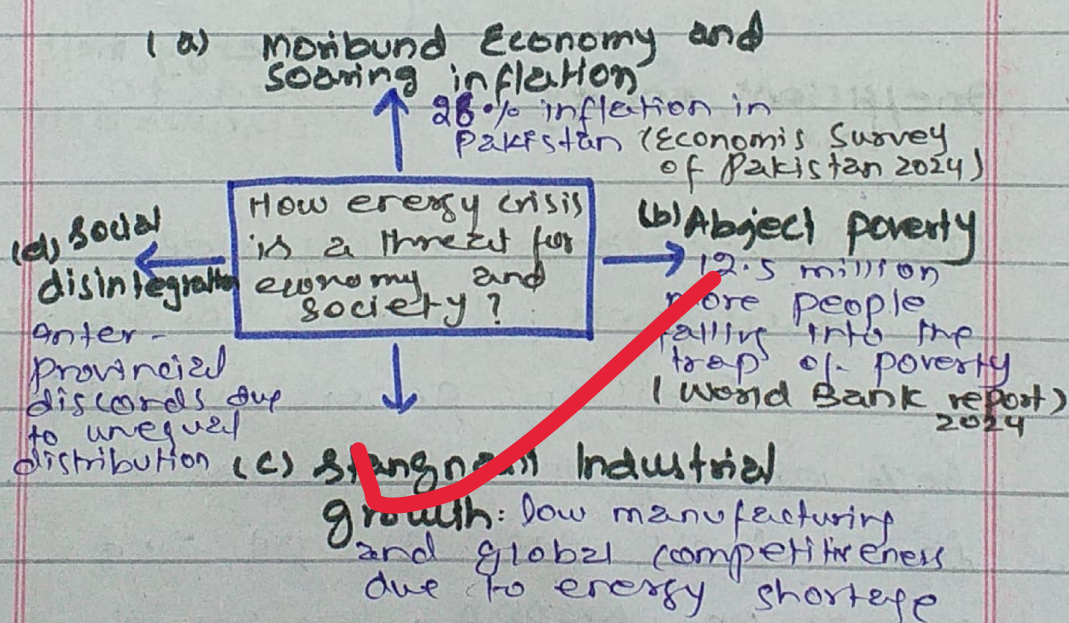 (a) Moribund Economy and
soaring inflation
28% inflation in
Pakistan (Economis Survey
of Pakistan 2024)
How energy crisis
is a threat for
economy and
society?
(b) Abject poverty
12.5 million
more people
falling into the
trap of poverty
(World Bank report)
2024
(c) Stangnant Industrial
growth: low manufacturing
and global competitiveness
due to energy shortage
(d) Social
disintegration
Inter-
provincial
discords due
to unequal
distribution